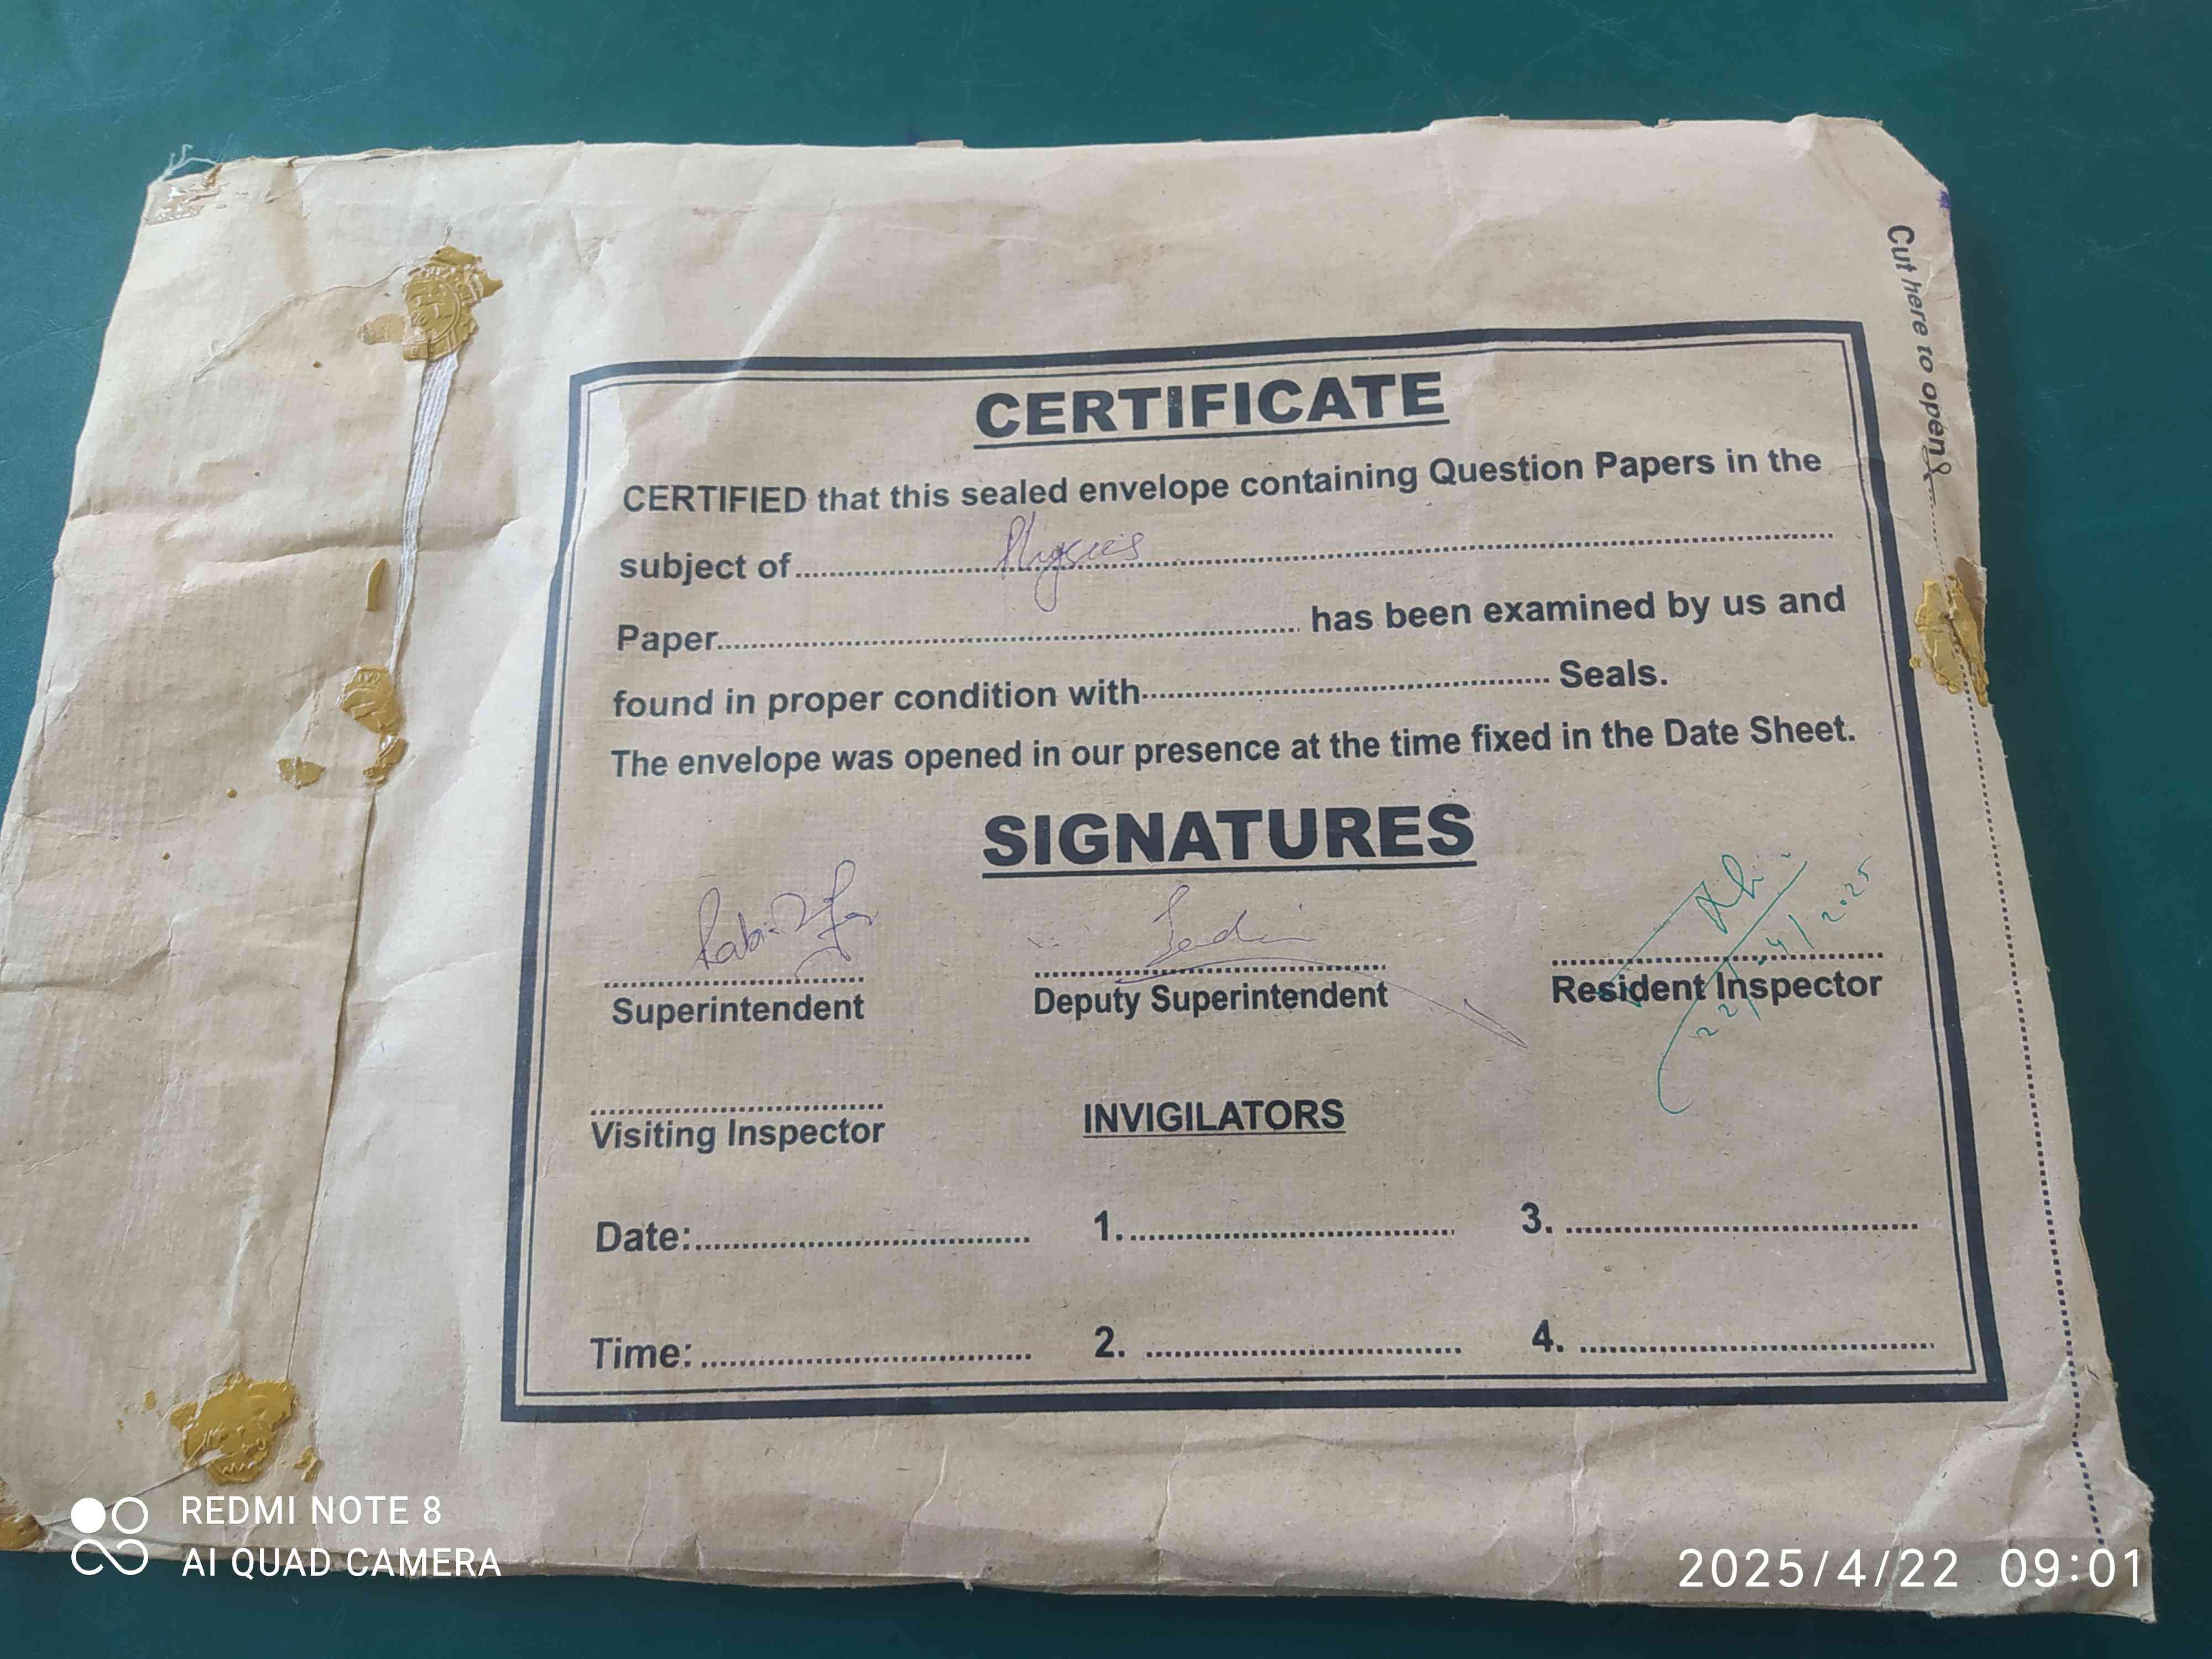 Cut here to open
CERTIFICATE
CERTIFIED that this sealed envelope containing Question Papers in the
subject of.......... Physics ..........
Paper.......... has been examined by us and
found in proper condition with.......... Seals.
The envelope was opened in our presence at the time fixed in the Date Sheet.
SIGNATURES
22/4/2025
Superintendent Deputy Superintendent Resident Inspector
Visiting Inspector INVIGILATORS
Date:.......... 1........... 3. ..........
Time:.......... 2. .......... 4. ..........
REDMI NOTE 8
AI QUAD CAMERA
2025/4/22 09:01